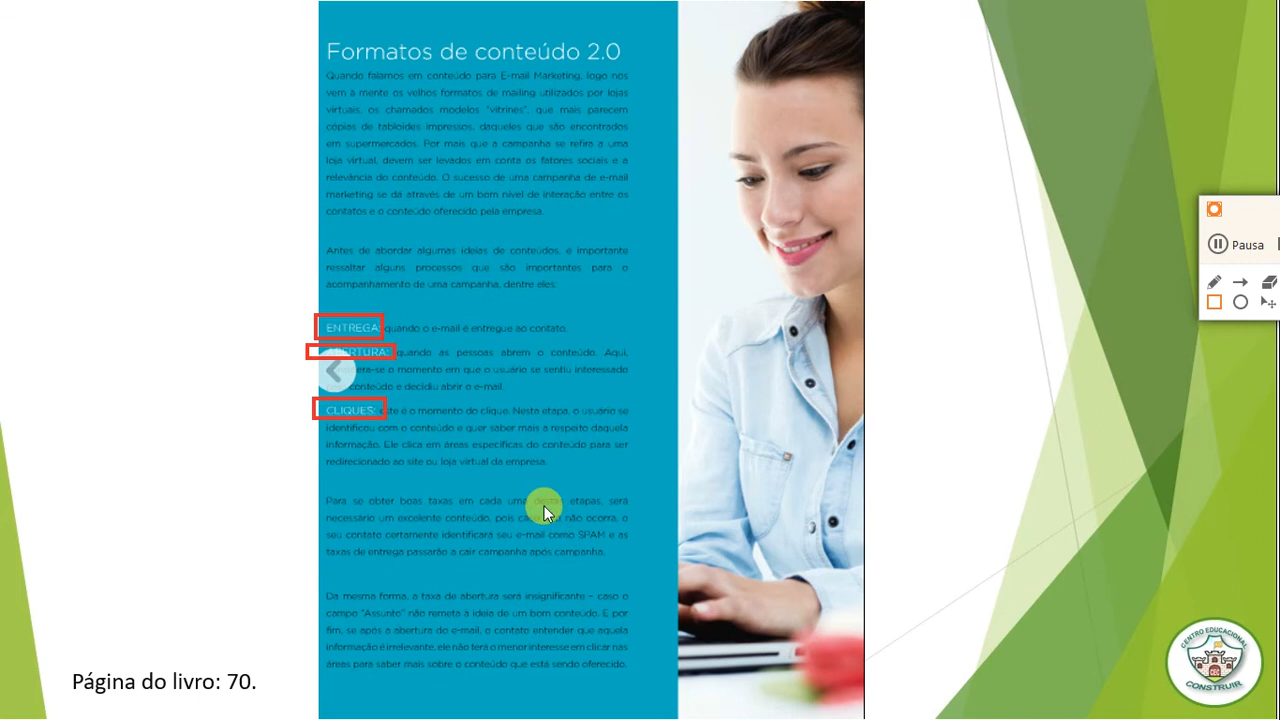 Formatos de conteúdo 2.0
Quando falamos em conteúdo para E-mail Marketing, logo nos
vem à mente os velhos formatos de mailing utilizados por lojas
virtuais, os chamados modelos "vitrines", que mais parecem
cópias de tabloides impressos, daqueles que são encontrados
em supermercados. Por mais que a campanha se refira a uma
loja virtual, devem ser levados em conta os fatores sociais e a
relevância do conteúdo. O sucesso de uma campanha de e-mail
marketing se dá através de um bom nível de interação entre os
contatos e o conteúdo oferecido pela empresa.
Antes de abordar algumas ideias de conteúdos, é importante
ressaltar alguns processos que são importantes para o
acompanhamento de uma campanha, dentre eles:
ENTREGA: quando o e-mail é entregue ao contato,
ABERTURA: quando as pessoas abrem o conteúdo. Aqui,
o momento em que o usuário se sentiu interessado
conteúdo e decidiu abrir o e-mail.
CLIQUES: este é o momento do clique. Nesta etapa, o usuário se
identificou com o conteúdo e quer saber mais a respeito daquela
informação. Ele clica em áreas específicas do conteúdo para ser
redirecionado ao site ou loja virtual da empresa.
Para se obter boas taxas em cada uma destas etapas, será
necessário um excelente conteúdo, pois não ocorra, o
seu contato certamente identificará seu e-mail como SPAM e as
taxas de entrega passarão a cair campanha após campanha.
Da mesma forma, a taxa de abertura será insignificante – caso o
campo "Assunto" não remeta à ideia de um bom conteúdo. E por
fim, se após a abertura do e-mail, o contato entender que aquela
informação é irrelevante, ele não terá o menor interesse em clicar nas
áreas para saber mais sobre o conteúdo que está sendo oferecido.
Página do livro: 70.
Pausa
CENTRO EDUCACIONAL
CEC
CONSTRUIR